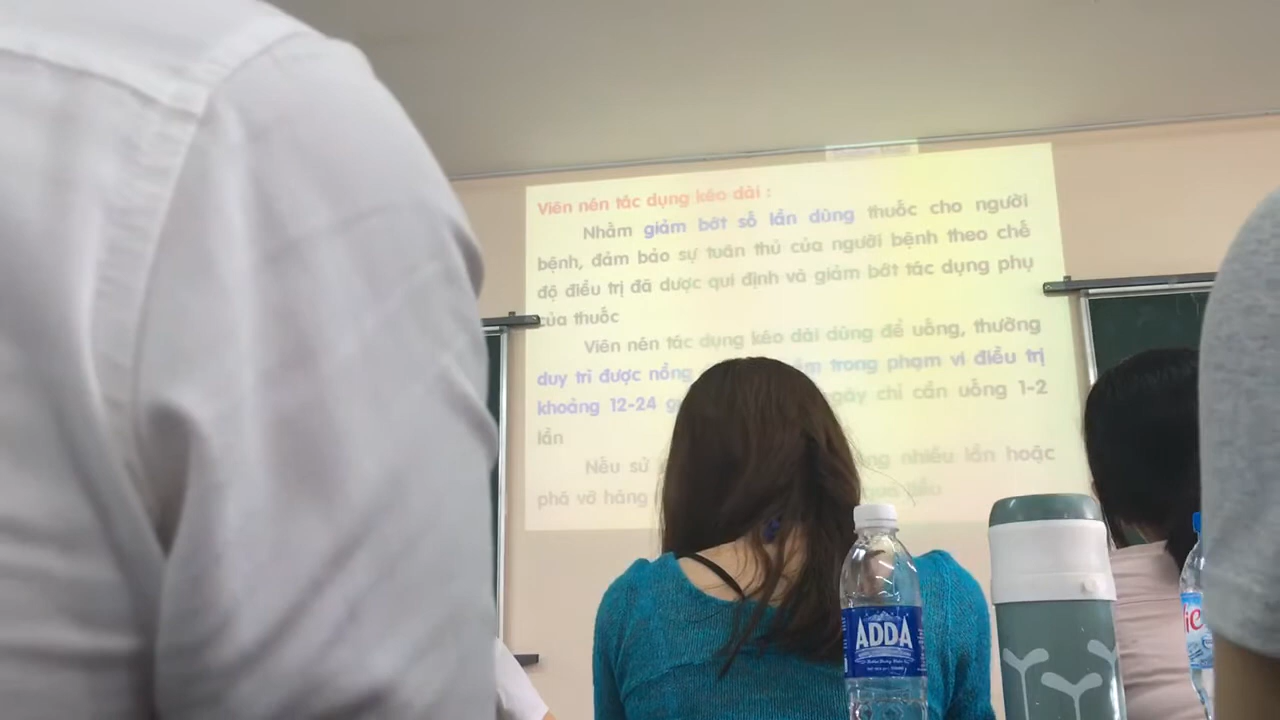 Viên nén tác dụng kéo dài :
Nhằm giảm bớt số lần dùng thuốc cho người
bệnh, đảm bảo sự tuân thủ của người bệnh theo chế
độ điều trị đã được qui định và giảm bớt tác dụng phụ
của thuốc
Viên nén tác dụng kéo dài dùng để uống, thường
duy trì được nồng trong phạm vi điều trị
khoảng 12-24 chỉ cần uống 1-2
lần
Nếu sử nhiều lần hoặc
phá vỡ hàng
ADDA